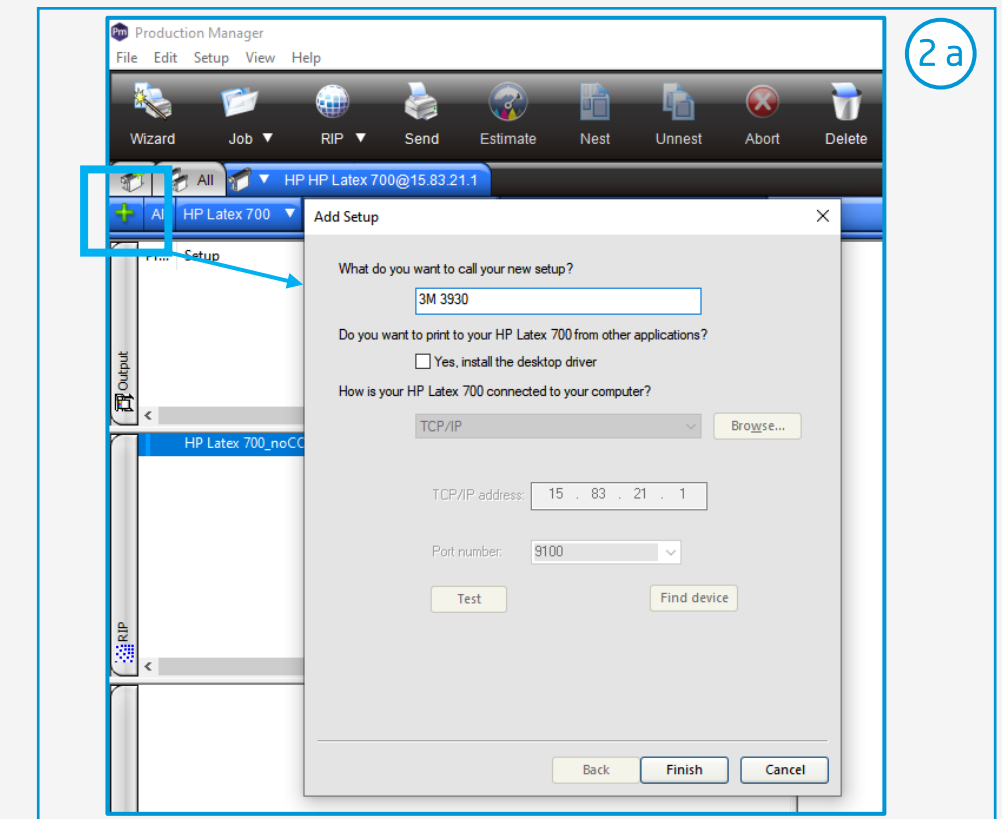 2 a
Pm Production Manager
File Edit Setup View Help
Wizard Job RIP Send Estimate Nest Unnest Abort Delete
All HP HP Latex 700@15.83.21.1
HP Latex 700
Add Setup
Setup
What do you want to call your new setup?
3M 3930
Do you want to print to your HP Latex 700 from other applications?
Yes, install the desktop driver
How is your HP Latex 700 connected to your computer?
Output
TCP/IP Browse...
HP Latex 700_noCC
TCP/IP address: 15 . 83 . 21 . 1
Port number: 9100
Test Find device
RIP
Back Finish Cancel